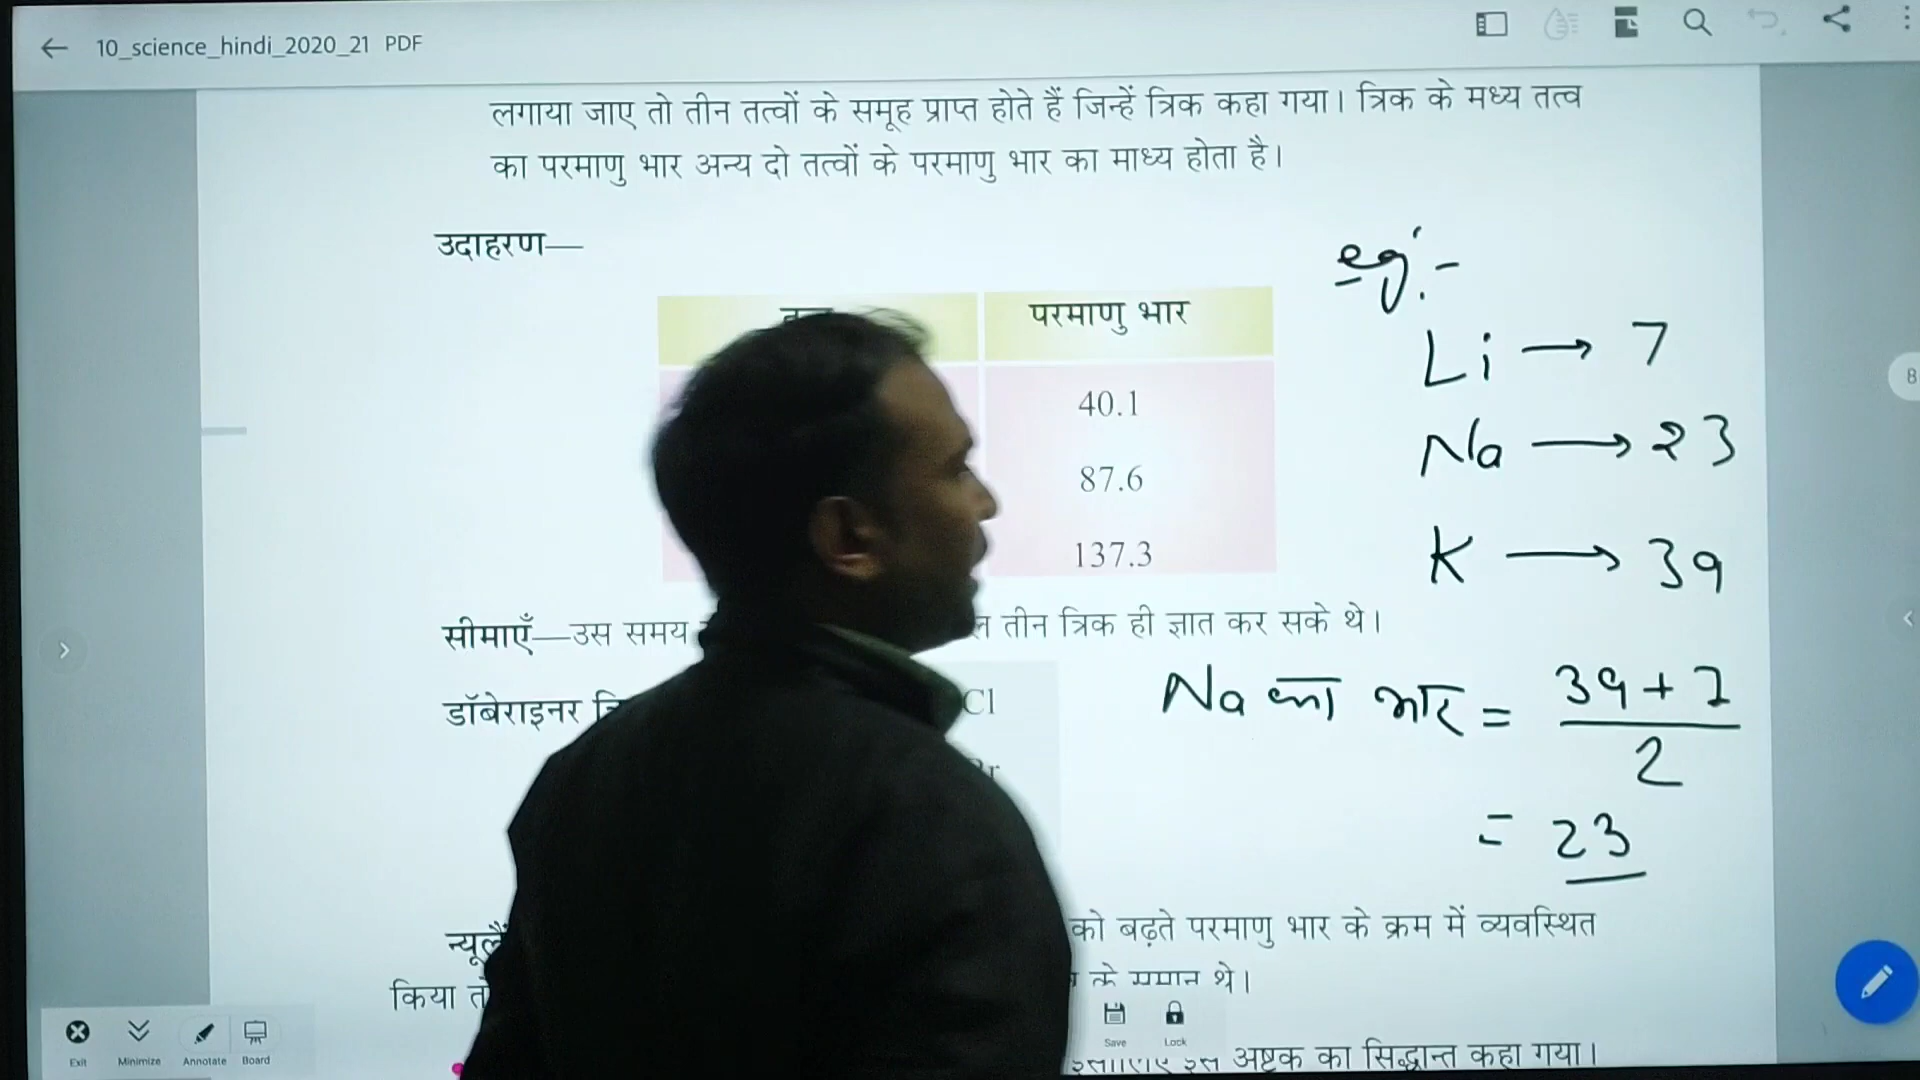 10_science_hindi_2020_21 PDF
लगाया जाए तो तीन तत्वों के समूह प्राप्त होते हैं जिन्हें त्रिक कहा गया। त्रिक के मध्य तत्व
का परमाणु भार अन्य दो तत्वों के परमाणु भार का माध्य होता है।
उदाहरण—
eg:-
परमाणु भार
40.1
87.6
137.3
Li → 7
Na → 23
K → 39
सीमाएँ—उस समय
तीन त्रिक ही ज्ञात कर सके थे।
डॉबेराइनर
Cl
Na का भार = 39+7
2
= 23
को बढ़ते परमाणु भार के क्रम में व्यवस्थित
किया
के समान थे।
अष्टक का सिद्धान्त कहा गया।
8
Exit Minimize Annotate Board
Save Lock